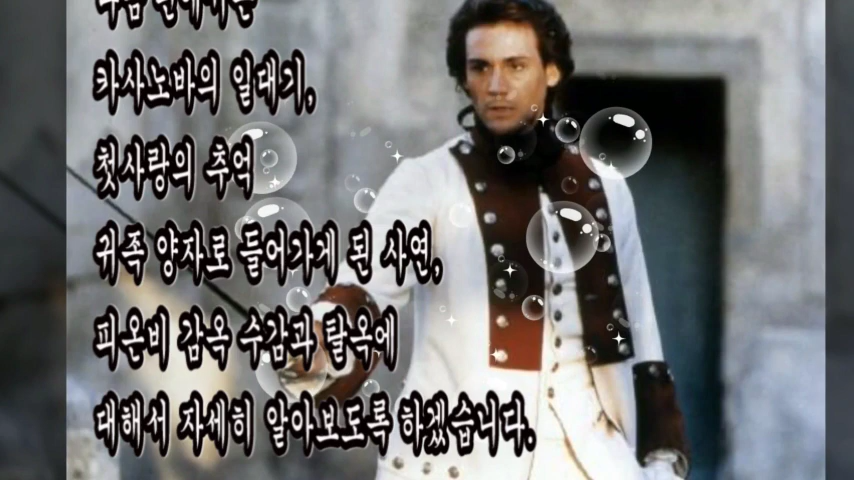 카사노바의 일대기,
첫사랑의 추억
귀족 양자로 들어가게 된 사연,
피온비 감옥 수감과 탈옥에
대해서 자세히 알아보도록 하겠습니다.